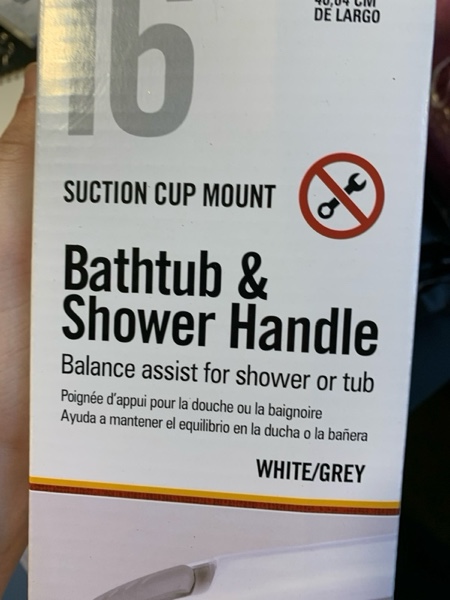 16
DE LARGO
SUCTION CUP MOUNT
Bathtub &
Shower Handle
Balance assist for shower or tub
Poignée d'appui pour la douche ou la baignoire
Ayuda a mantener el equilibrio en la ducha o la bañera
WHITE/GREY